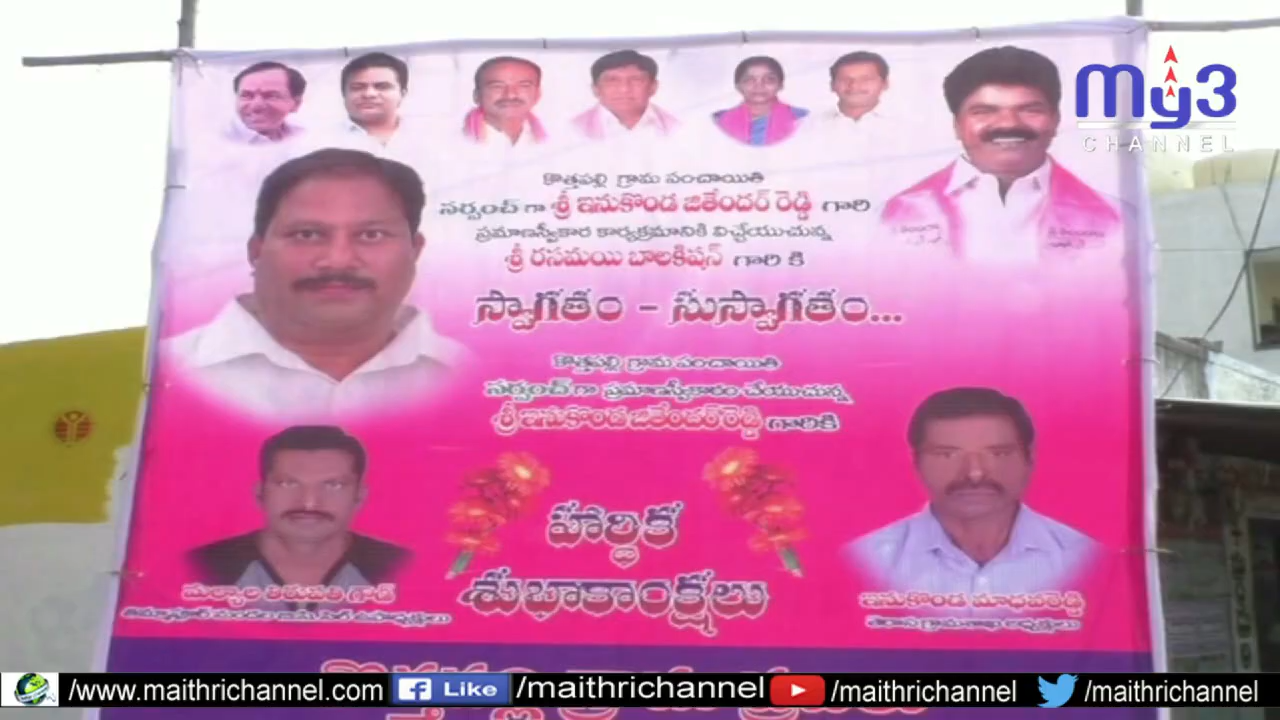 My3
CHANNEL
కొత్తపల్లి గ్రామ పంచాయితి
సర్పంచ్ గా శ్రీ ఇనుకొండ జితేందర్ రెడ్డి గారి
ప్రమాణస్వీకార కార్యక్రమానికి విచ్చేయుచున్న
శ్రీ రసమయి బాలకిషన్ గారి కి
స్వాగతం - సుస్వాగతం...
కొత్తపల్లి గ్రామ పంచాయితి
సర్పంచ్ గా ప్రమాణస్వీకారం చేయుచున్న
శ్రీ ఇనుకొండ జితేందర్ రెడ్డి గారికి
హార్థిక
శుభాకాంక్షలు
తిరుపతి గౌడ్
ఇనుకొండ మాధవరెడ్డి
/www.maithrichannel.com
f Like /maithrichannel
/maithrichannel
/maithrichannel